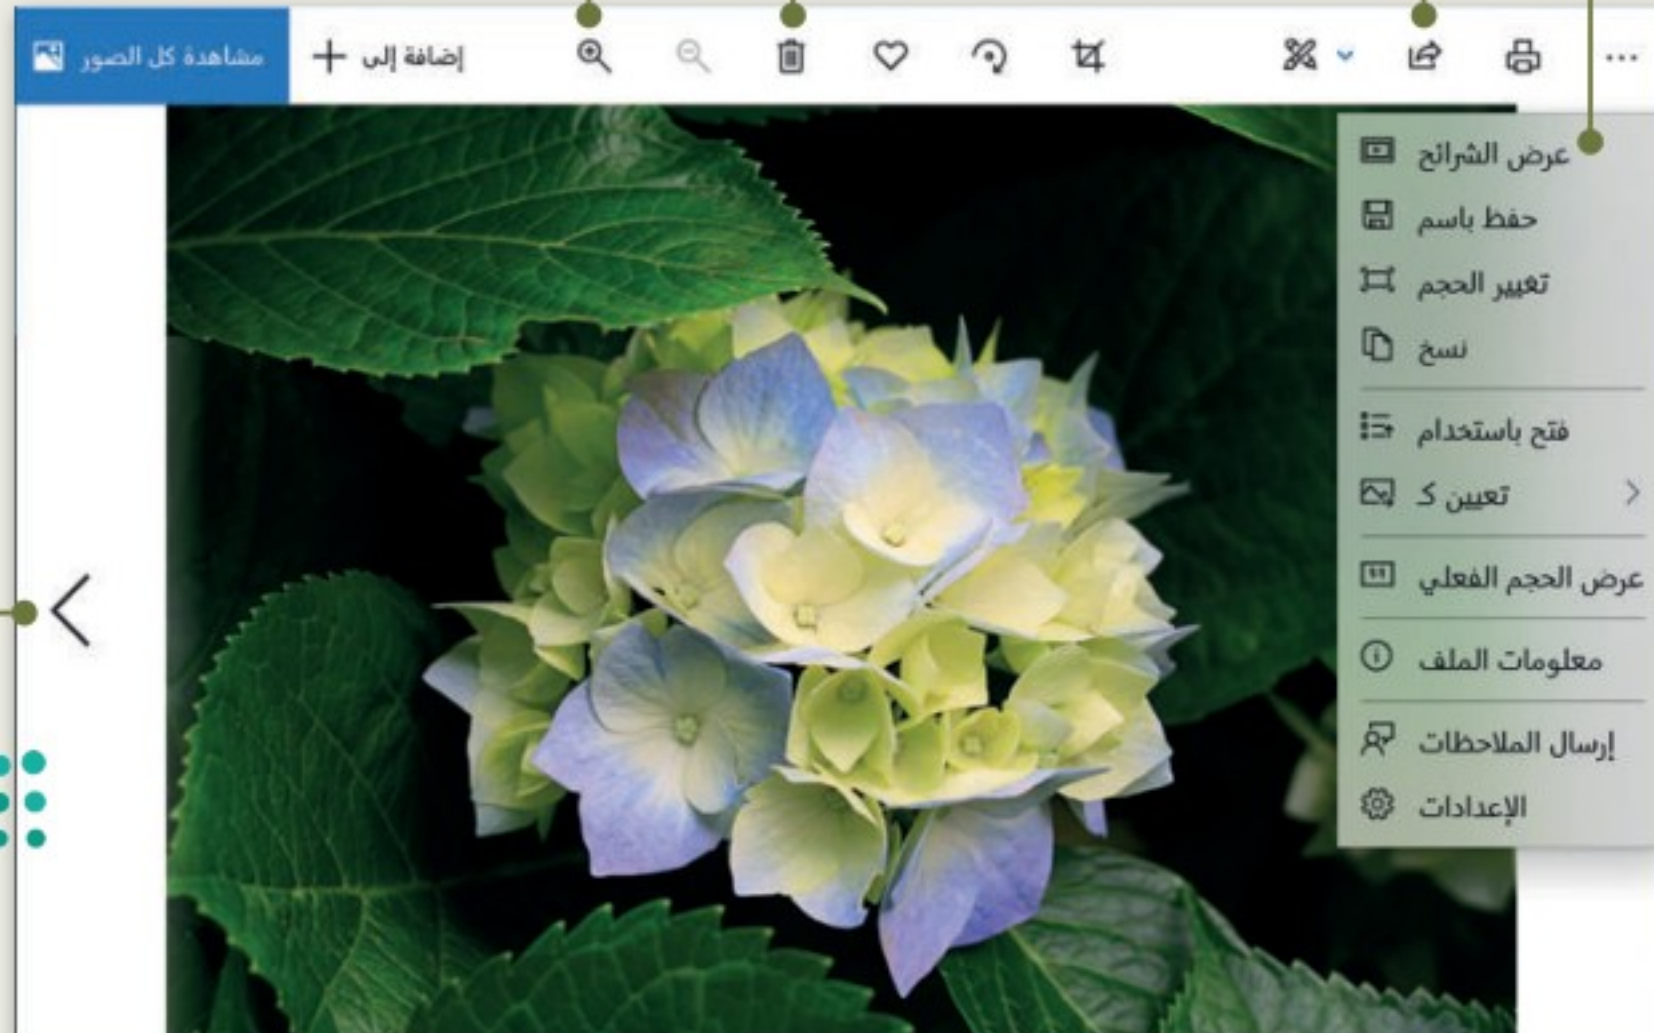 مشاهدة كل الصور
إضافة إلى
عرض الشرائح
حفظ باسم
تغيير الحجم
نسخ
فتح باستخدام
تعيين ك
عرض الحجم الفعلي
معلومات الملف
إرسال الملاحظات
الإعدادات